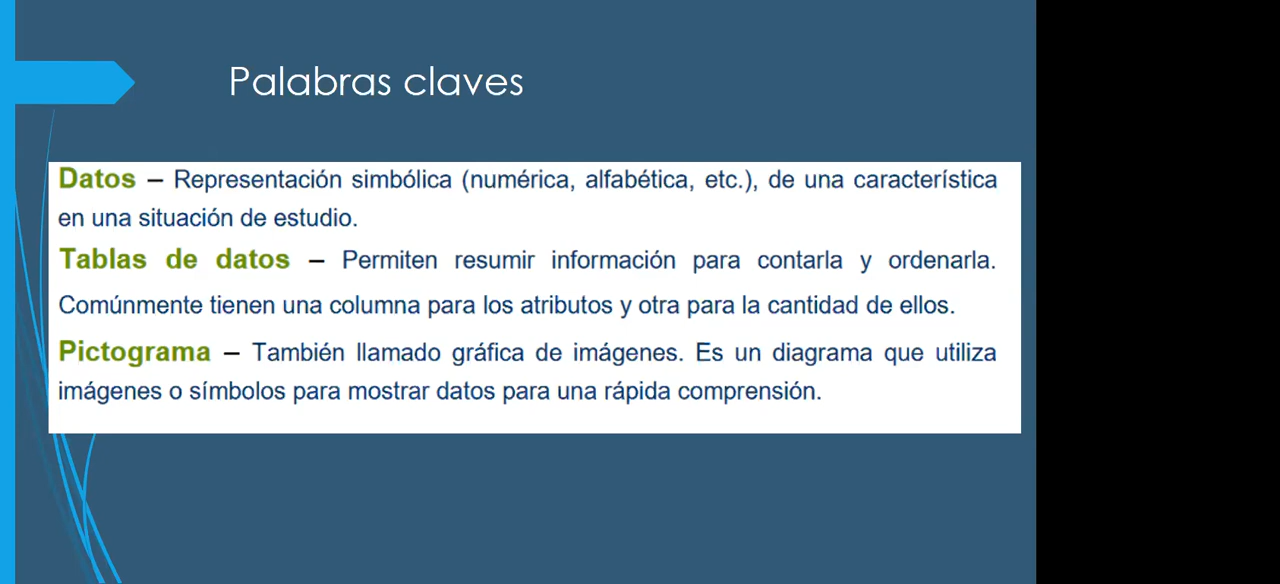 Palabras claves
Datos – Representación simbólica (numérica, alfabética, etc.), de una característica
en una situación de estudio.
Tablas de datos – Permiten resumir información para contarla y ordenarla.
Comúnmente tienen una columna para los atributos y otra para la cantidad de ellos.
Pictograma – También llamado gráfica de imágenes. Es un diagrama que utiliza
imágenes o símbolos para mostrar datos para una rápida comprensión.